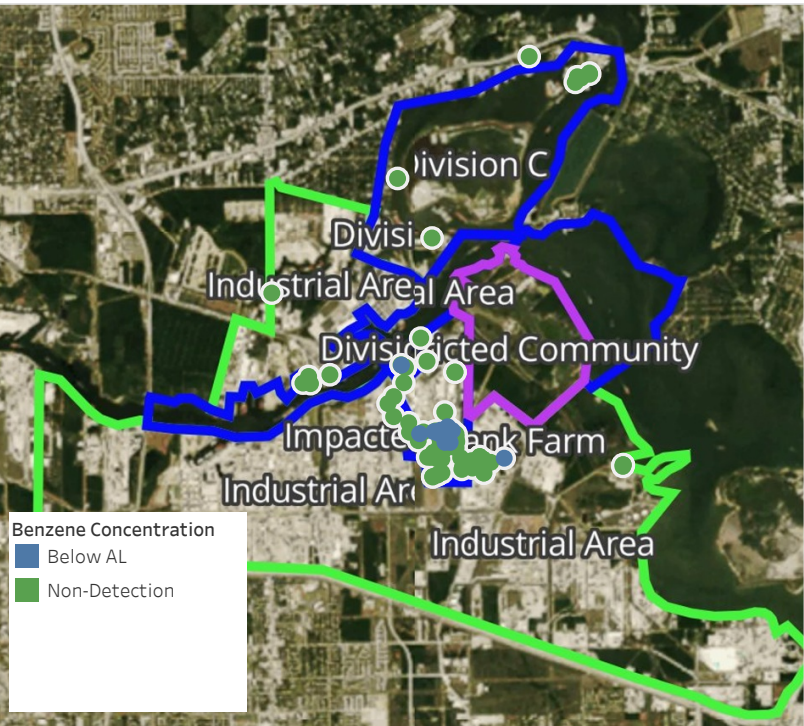 Division C
Divisi
Industrial Are
al Area
Divisi
icted Community
Impacte
ank Farm
Industrial Are
Industrial Area
Benzene Concentration
Below AL
Non-Detection